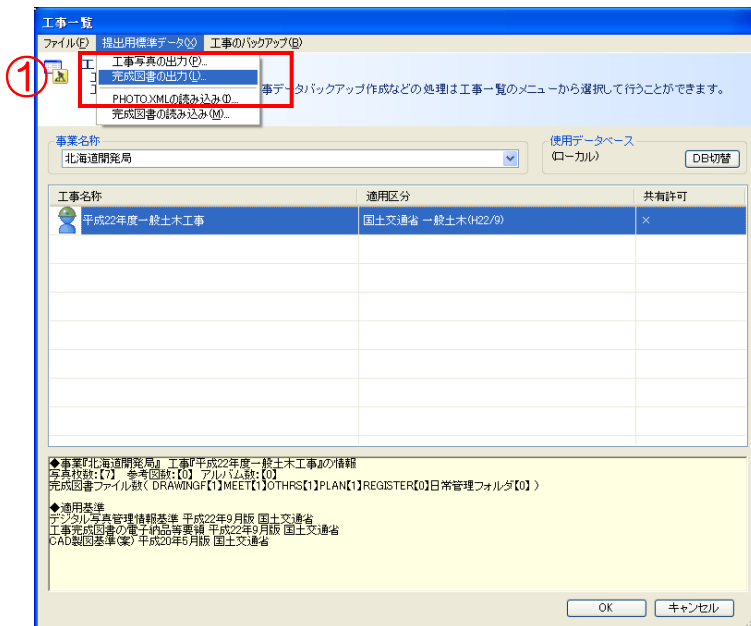 工事一覧
ファイル(F) 提出用標準データ(X) 工事のバックアップ(B)
①
工事写真の出力(P)...
完成図書の出力(L)...
PHOTO.XMLの読み込み(I)...
完成図書の読み込み(M)...
工
事データバックアップ作成などの処理は工事一覧のメニューから選択して行うことができます。
事業名称
北海道開発局
使用データベース
(ローカル)
DB切替
工事名称 適用区分 共有許可
平成22年度一般土木工事 国土交通省 一般土木(H22/9) ×
◆事業『北海道開発局』 工事『平成22年度一般土木工事』の情報
写真枚数:【7】 参考図数:【0】 アルバム数:【0】
完成図書ファイル数( DRAWINGF【1】MEET【1】OTHRS【1】PLAN【1】REGISTER【0】日常管理フォルダ【0】 )
◆適用基準
デジタル写真管理情報基準 平成22年9月版 国土交通省
工事完成図書の電子納品等要領 平成22年9月版 国土交通省
CAD製図基準(案) 平成20年5月版 国土交通省
OK キャンセル